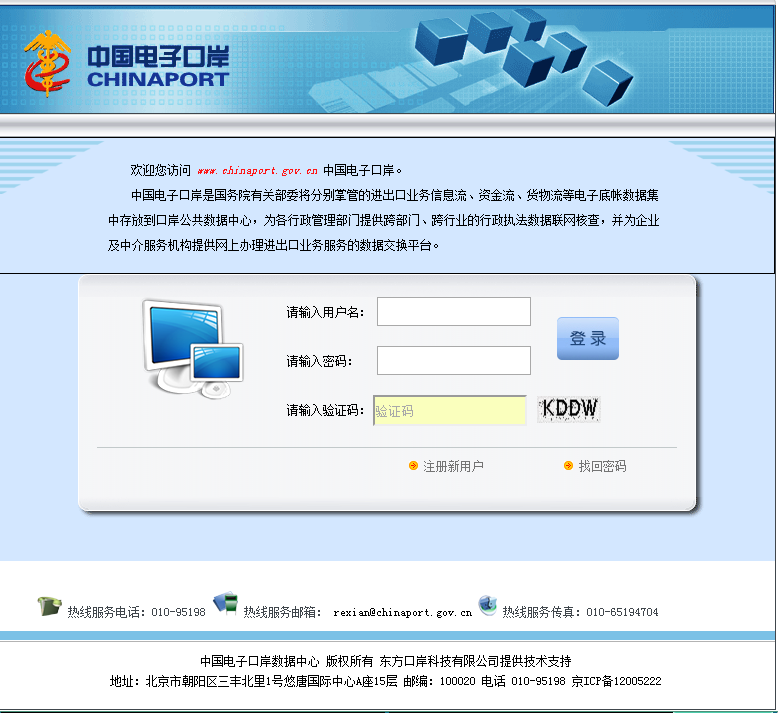 中国电子口岸
CHINAPORT
欢迎您访问 www.chinaport.gov.cn 中国电子口岸。
中国电子口岸是国务院有关部委将分别掌管的进出口业务信息流、资金流、货物流等电子底帐数据集
中存放到口岸公共数据中心，为各行政管理部门提供跨部门、跨行业的行政执法数据联网核查，并为企业
及中介服务机构提供网上办理进出口业务服务的数据交换平台。
请输入用户名：
登 录
请输入密码：
请输入验证码： 验证码 KDDW
注册新用户 找回密码
热线服务电话：010-95198 热线服务邮箱： rexian@chinaport.gov.cn 热线服务传真：010-65194704
中国电子口岸数据中心 版权所有 东方口岸科技有限公司提供技术支持
地址：北京市朝阳区三丰北里1号悠唐国际中心A座15层 邮编：100020 电话 010-95198 京ICP备12005222